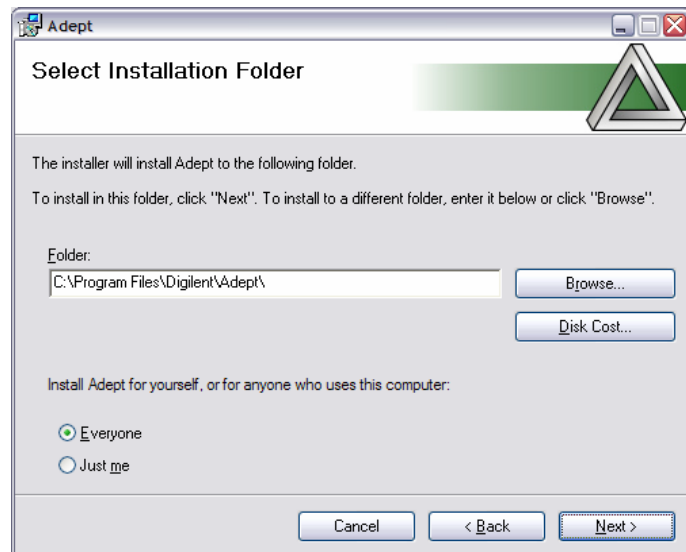 Adept
Select Installation Folder
The installer will install Adept to the following folder.
To install in this folder, click "Next". To install to a different folder, enter it below or click "Browse".
Folder:
C:\Program Files\Digilent\Adept\
Browse...
Disk Cost...
Install Adept for yourself, or for anyone who uses this computer:
Everyone
Just me
Cancel
< Back
Next >